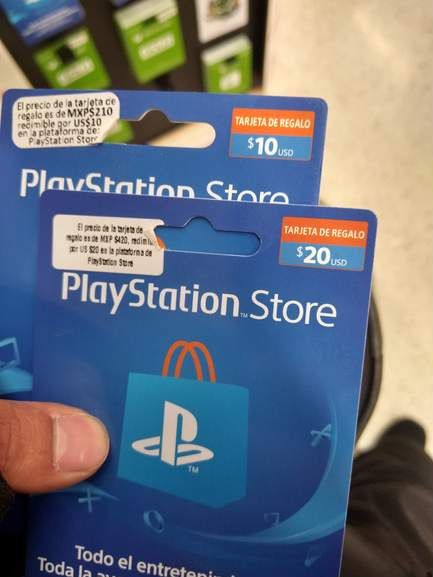 El precio de la tarjeta de
regalo es de MXP$210
redimible por US$10
en la plataforma de
PlayStation Store
TARJETA DE REGALO
$10 USD
PlayStation Store
El precio de la tarjeta de
regalo es de MXP $420, redimible
por US $20 en la plataforma de
PlayStation Store
TARJETA DE REGALO
$20 USD
PlayStation™ Store
TM
Todo el
Toda la